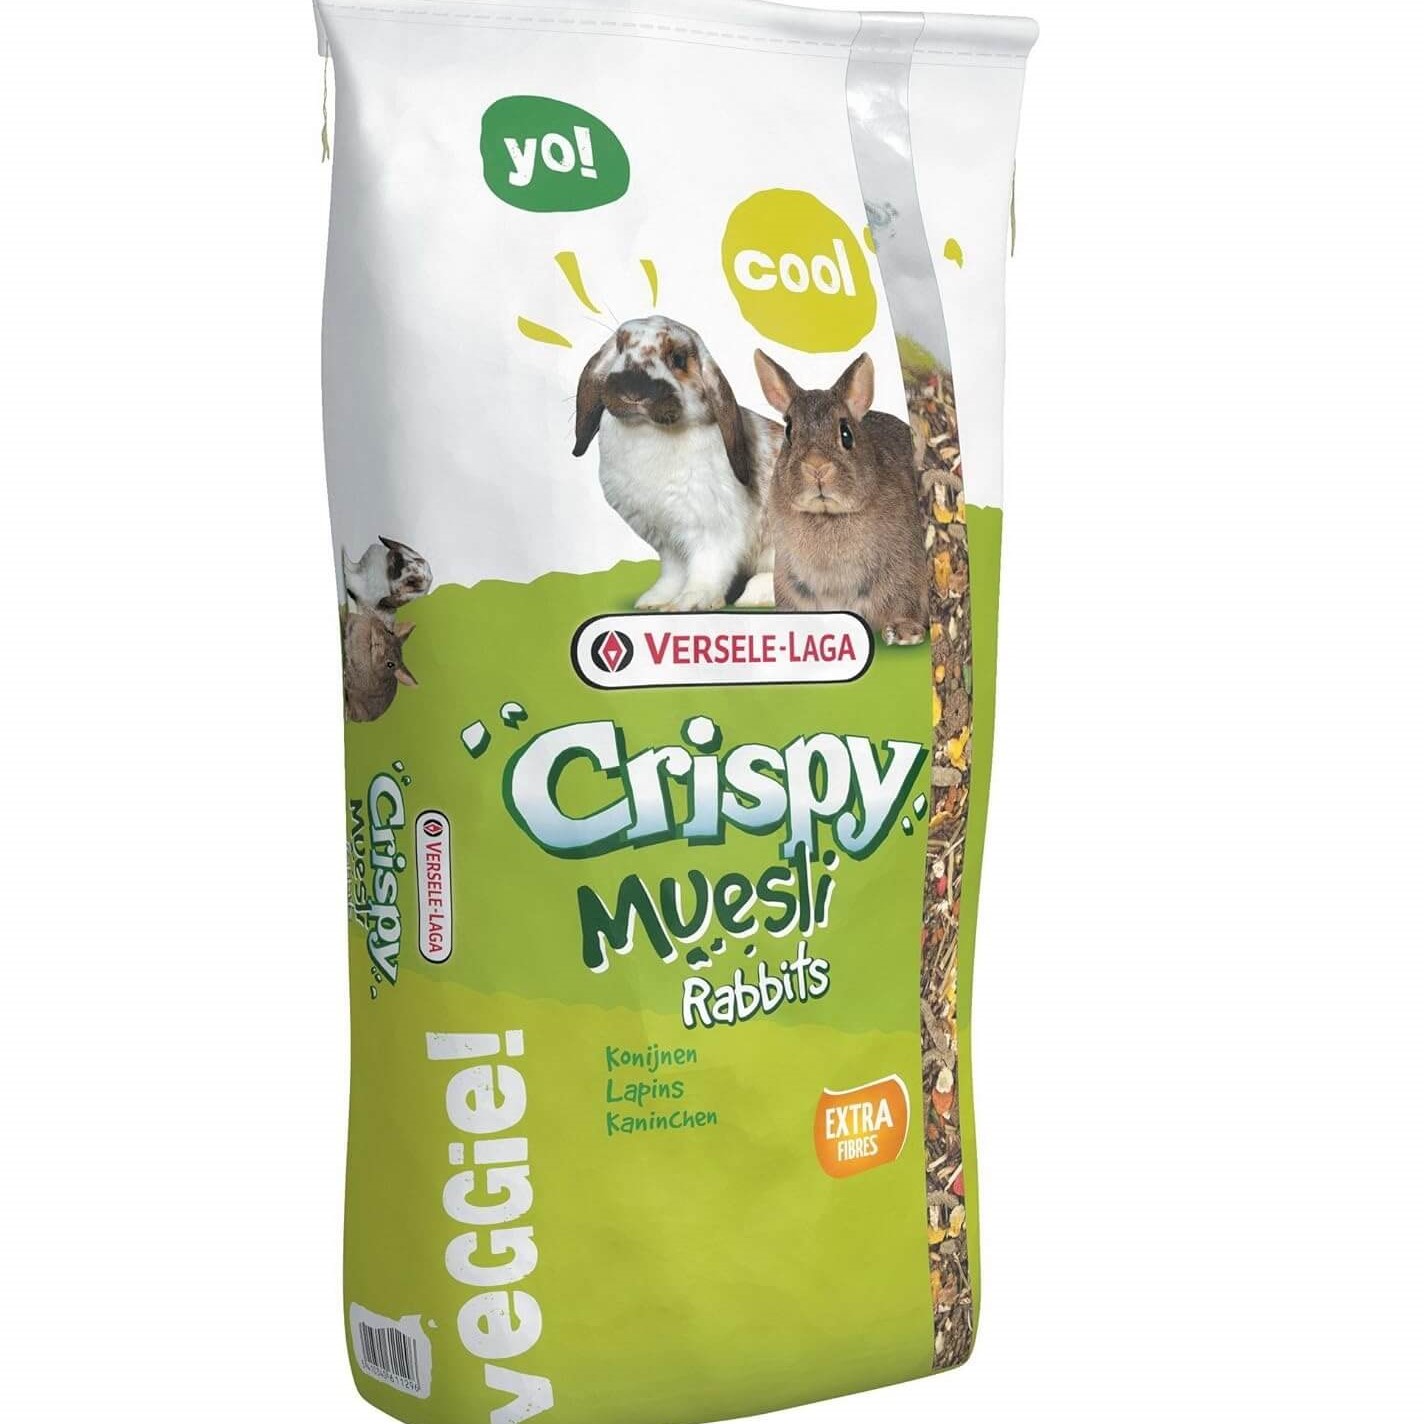 yo!
cool
VERSELE-LAGA
Crispy
Muesli
Rabbits
Konijnen
Lapins
Kaninchen
EXTRA
FIBRES
Crispy
Muesli
VERSELE-LAGA
veGGie!